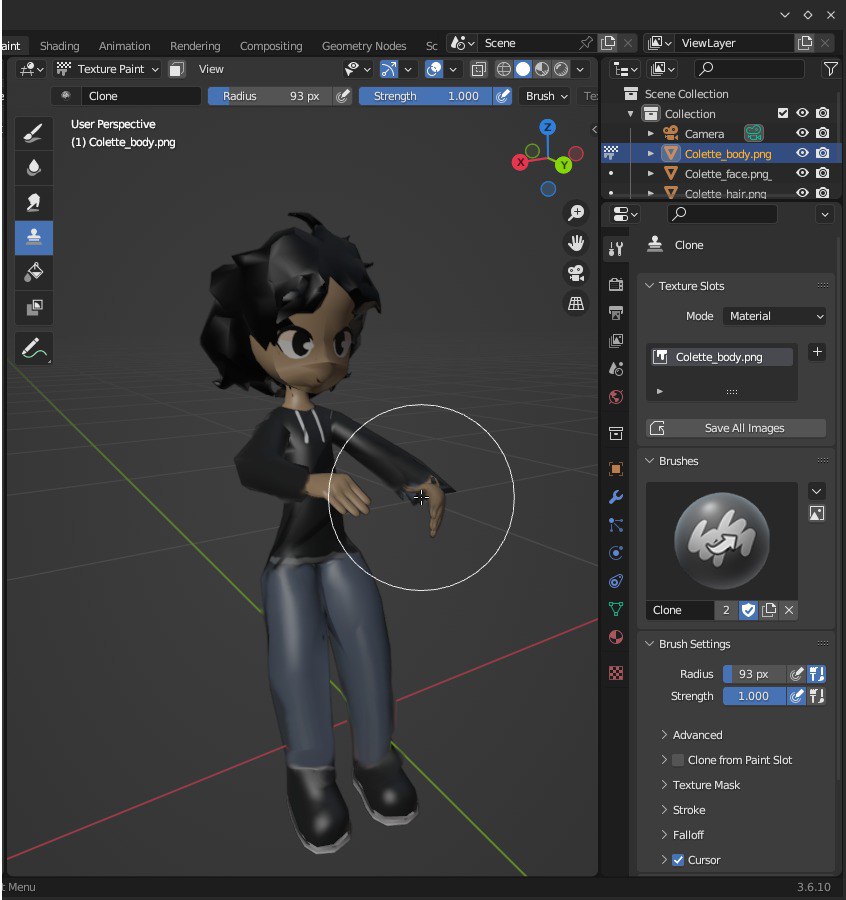 aint Shading Animation Rendering Compositing Geometry Nodes Sc Scene ViewLayer
Texture Paint View
Clone Radius 93 px Strength 1.000 Brush Te
User Perspective
(1) Colette_body.png
Z
X
Y
Scene Collection
Collection
Camera
Colette_body.png
Colette_face.png_
Colette_hair.png
Clone
Texture Slots
Mode Material
Colette_body.png
Save All Images
Brushes
Clone 2
Brush Settings
Radius 93 px
Strength 1.000
Advanced
Clone from Paint Slot
Texture Mask
Stroke
Falloff
Cursor
t Menu 3.6.10